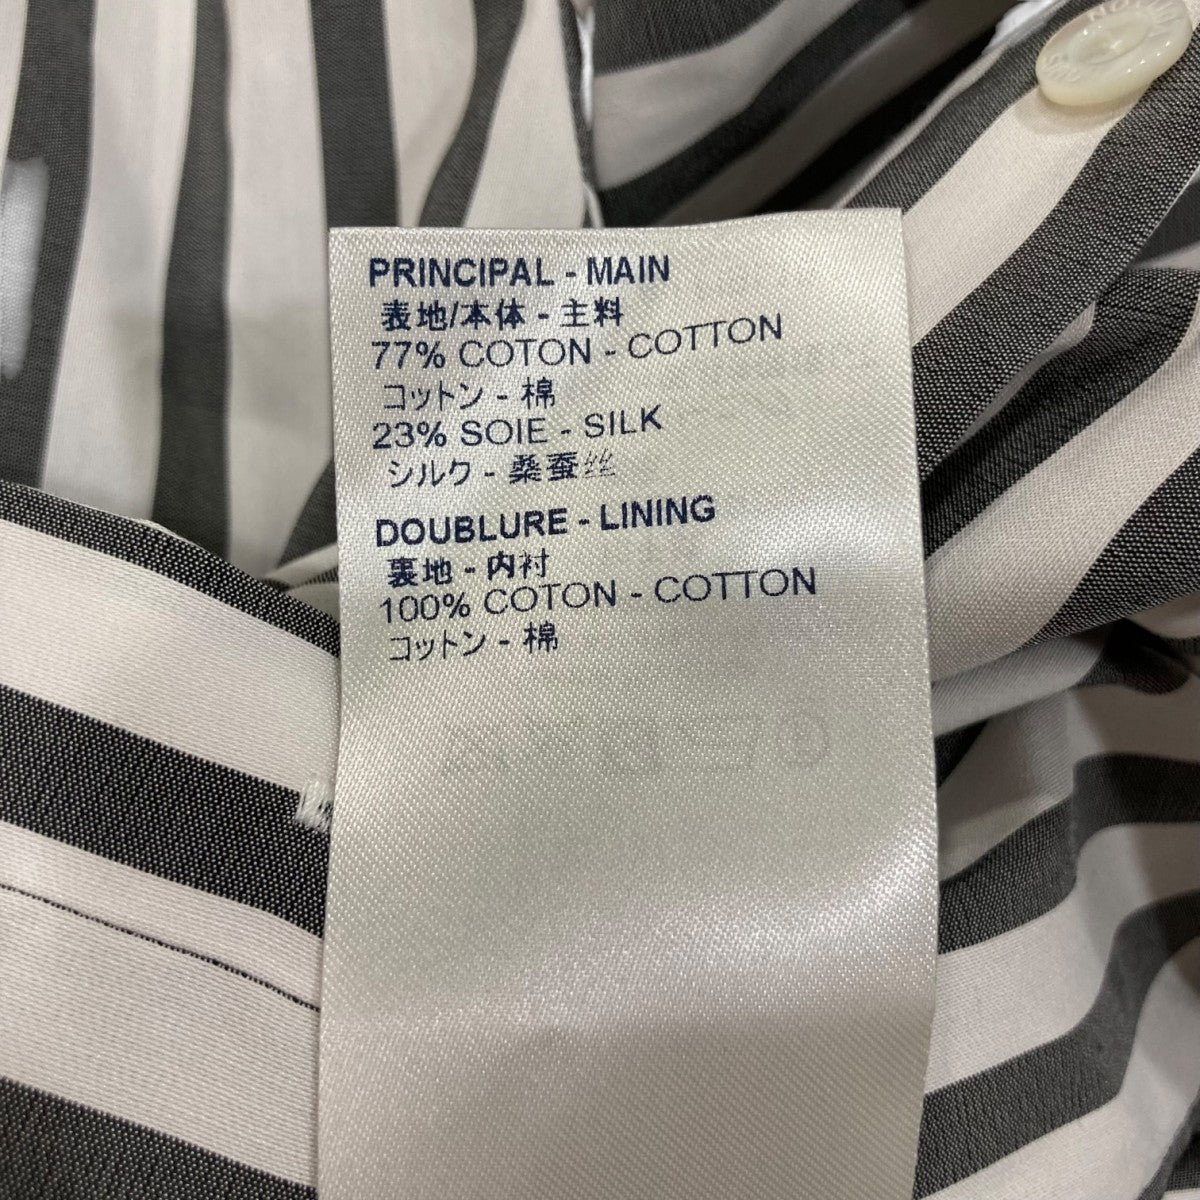 PRINCIPAL - MAIN
表地/本体 - 主料
77% COTON - COTTON
コットン - 棉
23% SOIE - SILK
シルク - 桑蚕丝
DOUBLURE - LINING
裏地 - 内衬
100% COTON - COTTON
コットン - 棉